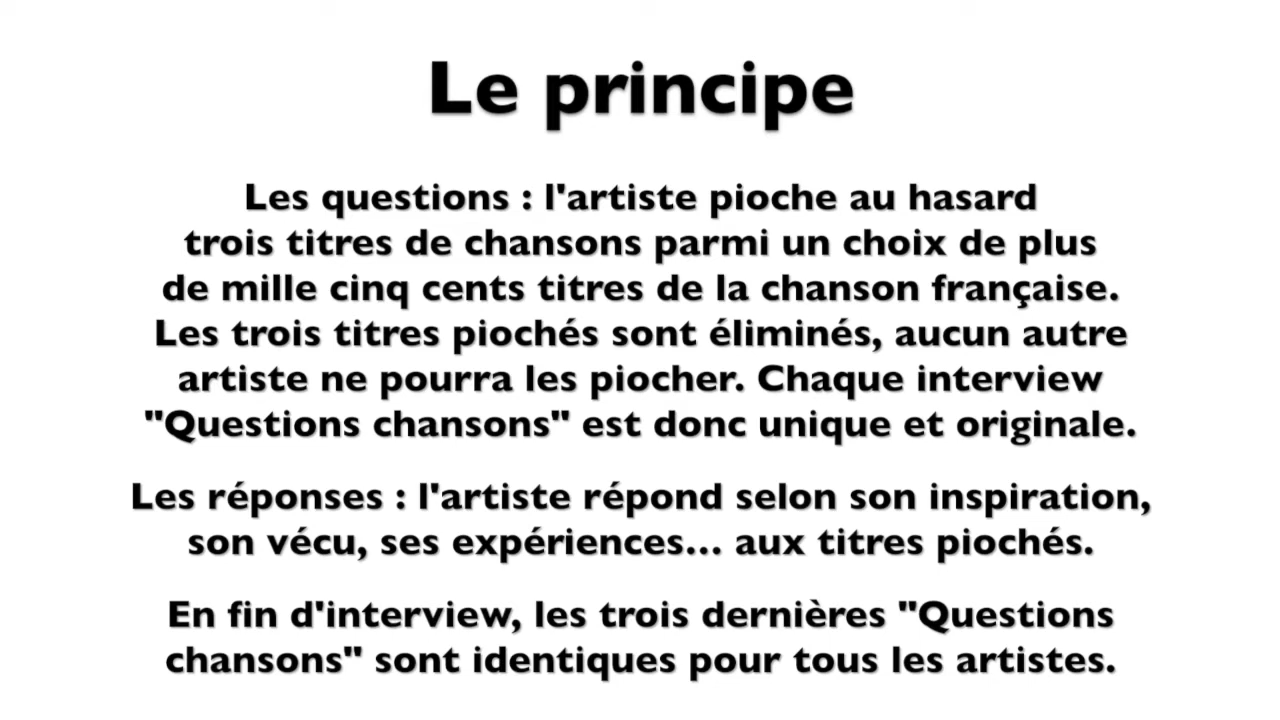 Le principe
Les questions : l'artiste pioche au hasard
trois titres de chansons parmi un choix de plus
de mille cinq cents titres de la chanson française.
Les trois titres piochés sont éliminés, aucun autre
artiste ne pourra les piocher. Chaque interview
"Questions chansons" est donc unique et originale.
Les réponses : l'artiste répond selon son inspiration,
son vécu, ses expériences... aux titres piochés.
En fin d'interview, les trois dernières "Questions
chansons" sont identiques pour tous les artistes.